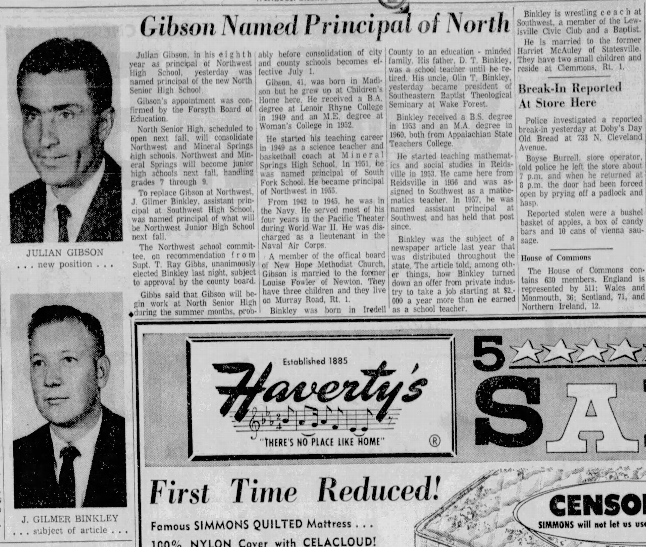 Gibson Named Principal of North
JULIAN GIBSON
. . . new position . . .
J. GILMER BINKLEY
. . . subject of article . . .
Julian Gibson, in his eighth
year as principal of Northwest
High School, yesterday was
named principal of the new North
Senior High School
Gibson's appointment was con-
firmed by the Forsyth Board of
Education.
North Senior High, scheduled to
open next fall, will consolidate
Northwest and Mineral Springs
high schools. Northwest and Min-
eral Springs will become junior
high schools next fall, handling
grades 7 through 9.
To replace Gibson at Northwest,
J. Gilmer Binkley, assistant prin-
cipal at Southwest High School,
was named principal of what will
be Northwest Junior High School
next fall.
The Northwest school commit-
tee, on recommendation from
Supt. T. Ray Gibbs, unanimously
elected Binkley last night, subject
to approval by the county board.
Gibbs said that Gibson will be-
gin work at North Senior High
during the summer months, prob-
ably before consolidation of city
and county schools becomes ef-
fective July 1.
Gibson, 41, was born in Madi-
son but he grew up at Children's
Home here. He received a B.A.
degree at Lenoir Rhyne College
in 1949 and an M.E. degree at
Woman's College in 1952.
He started his teaching career
in 1949 as a science teacher and
basketball coach at Mineral
Springs High School. In 1951, he
was named principal of South
Fork School. He became principal
of Northwest in 1955.
From 1942 to 1945, he was in
the Navy. He served most of his
four years in the Pacific Theater
during World War II. He was dis-
charged as a lieutenant in the
Naval Air Corps.
A member of the official board
of New Hope Methodist Church,
Gibson is married to the former
Louise Fowler of Newton. They
have three children and they live
on Murray Road, Rt. 1.
Binkley was born in Iredell
County to an education - minded
family. His father, D. T. Binkley,
was a school teacher until he re-
tired. His uncle, Olin T. Binkley,
yesterday became president of
Southeastern Baptist Theological
Seminary at Wake Forest.
Binkley received a B.S. degree
in 1953 and an M.A. degree in
1960, both from Appalachian State
Teachers College.
He started teaching mathemat-
ics and social studies in Reids-
ville in 1953. He came here from
Reidsville in 1956 and was as-
signed to Southwest as a mathe-
matics teacher. In 1957, he was
named assistant principal at
Southwest and has held that post
since.
Binkley was the subject of a
newspaper article last year that
was distributed throughout the
state. The article told, among oth-
things, how Binkley turned
down an offer from private indus-
try to take a job starting at $2,-
000 a year more than he earned
as a school teacher.
Binkley is wrestling coach at
Southwest, a member of the Lew-
isville Civic Club and a Baptist.
He is married to the former
Harriet McAuley of Statesville.
They have two small children and
reside at Clemmons, Rt. 1.
Break-In Reported
At Store Here
Police investigated a reported
break-in yesterday at Doby's Day
Old Bread at 733 N. Cleveland
Avenue.
Boyse Burrell, store operator,
told police he left the store about
7 p.m. and when he returned at
8 p.m. the door had been forced
open by prying off a padlock and
hasp.
Reported stolen were a bushel
basket of apples, a box of candy
bars and 10 cans of vienna sau-
sage.
House of Commons
The House of Commons con-
tains 630 members. England is
represented by 511; Wales and
Monmouth, 36; Scotland, 71, and
Northern Ireland, 12.
Established 1885
Haverty's
"THERE'S NO PLACE LIKE HOME" ®
5
SA
First Time Reduced!
Famous SIMMONS QUILTED Mattress . . .
100% NYLON Cover with CELACLOUD!
CENSO
SIMMONS will not let us use